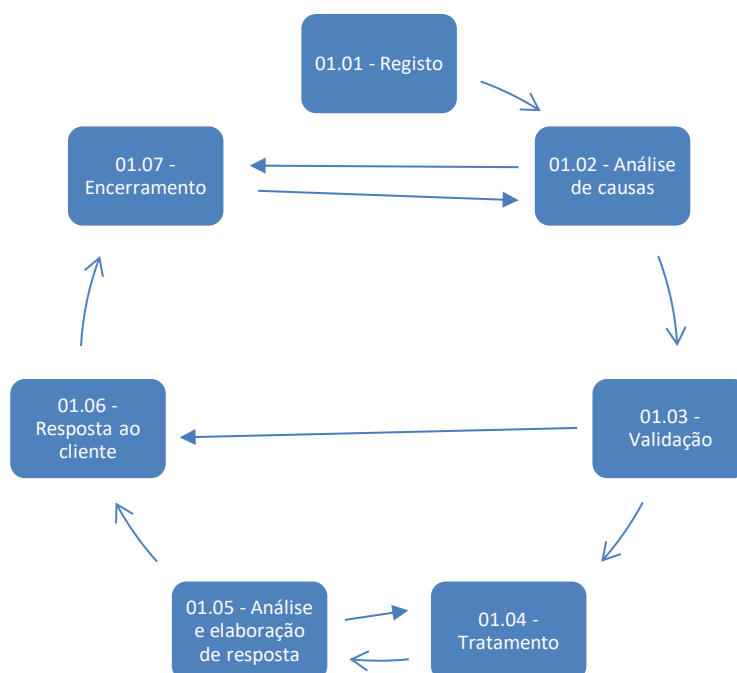 01.01 - Registo
01.02 - Análise
de causas
01.03 -
Validação
01.04 -
Tratamento
01.05 - Análise
e elaboração
de resposta
01.06 -
Resposta ao
cliente
01.07 -
Encerramento